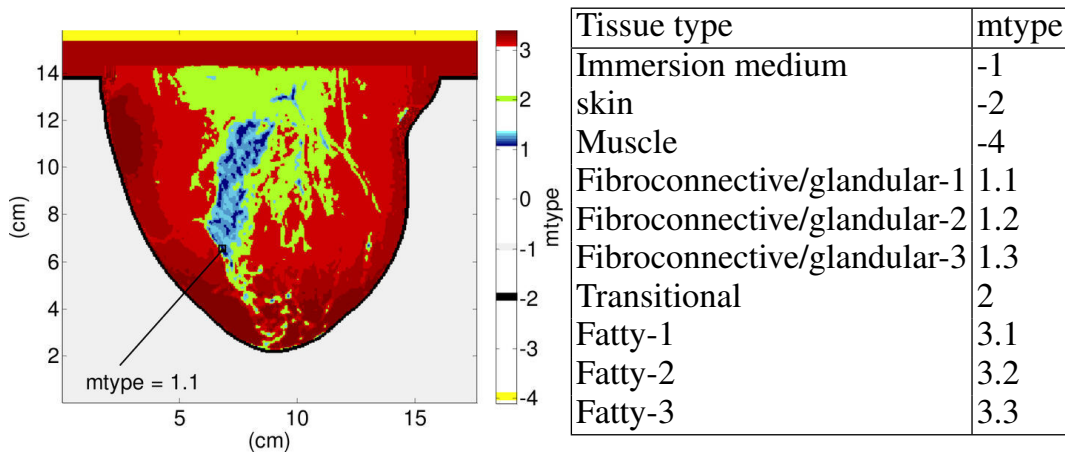 14
12
10
8
6
4
2
(cm)
5 10 15
(cm)
mtype = 1.1
3
2
1
0
-1
-2
-3
-4
mtype
Tissue type mtype
Immersion medium -1
skin -2
Muscle -4
Fibroconnective/glandular-1 1.1
Fibroconnective/glandular-2 1.2
Fibroconnective/glandular-3 1.3
Transitional 2
Fatty-1 3.1
Fatty-2 3.2
Fatty-3 3.3